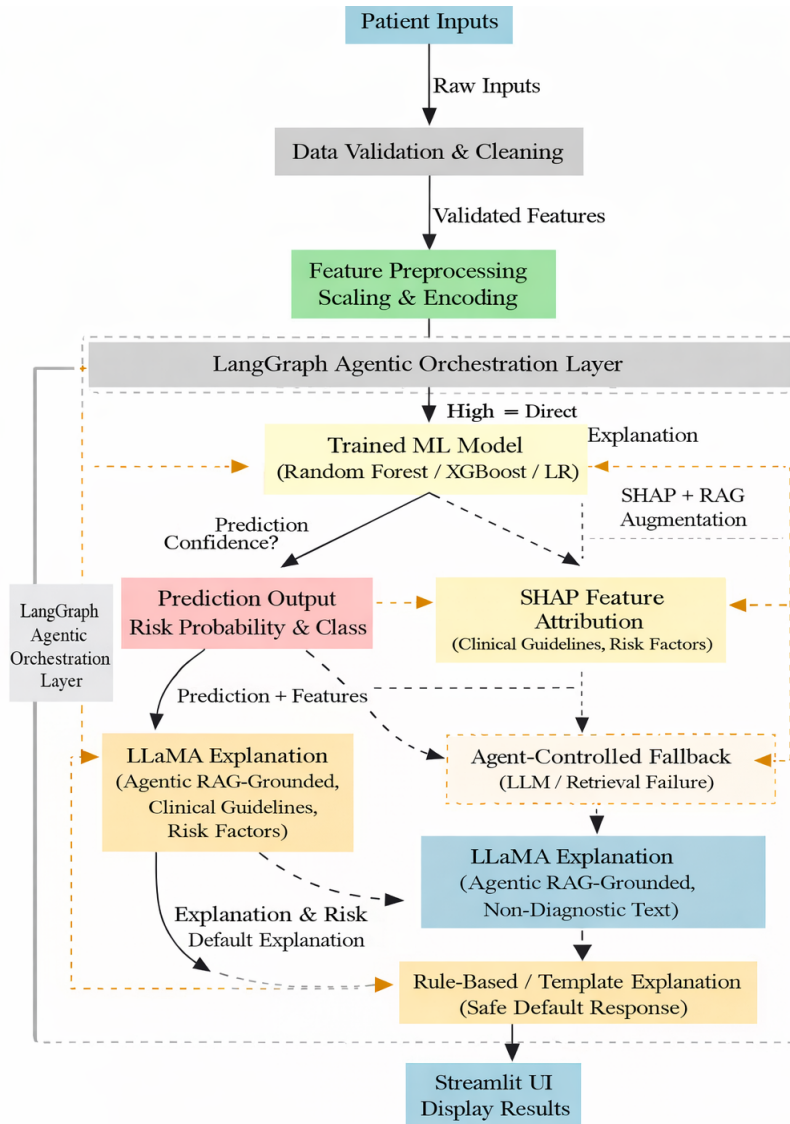 Patient Inputs
Raw Inputs
Data Validation & Cleaning
Validated Features
Feature Preprocessing
Scaling & Encoding
LangGraph Agentic Orchestration Layer
High = Direct
Explanation
Trained ML Model
(Random Forest / XGBoost / LR)
SHAP + RAG
Augmentation
Prediction
Confidence?
Prediction Output
Risk Probability & Class
SHAP Feature
Attribution
(Clinical Guidelines, Risk Factors)
LangGraph
Agentic
Orchestration
Layer
Prediction + Features
LLaMA Explanation
(Agentic RAG-Grounded,
Clinical Guidelines,
Risk Factors)
Agent-Controlled Fallback
(LLM / Retrieval Failure)
LLaMA Explanation
(Agentic RAG-Grounded,
Non-Diagnostic Text)
Explanation & Risk
Default Explanation
Rule-Based / Template Explanation
(Safe Default Response)
Streamlit UI
Display Results